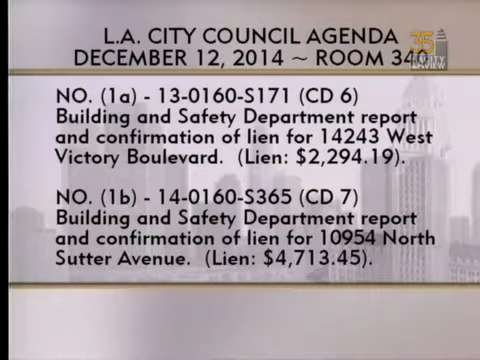 L.A. CITY COUNCIL AGENDA
DECEMBER 12, 2014 ~ ROOM
35
NO. (1a) - 13-0160-S171 (CD 6)
Building and Safety Department report
and confirmation of lien for 14243 West
Victory Boulevard. (Lien: $2,294.19).
NO. (1b) - 14-0160-S365 (CD 7)
Building and Safety Department report
and confirmation of lien for 10954 North
Sutter Avenue. (Lien: $4,713.45).